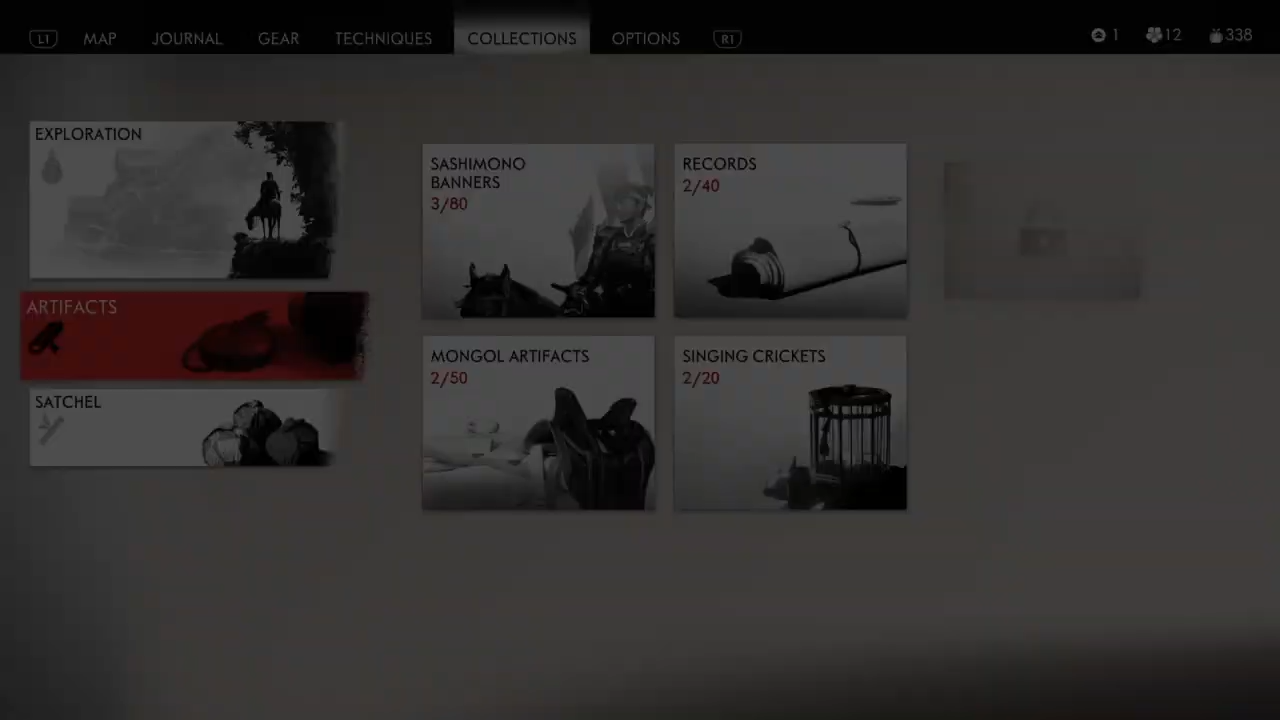 L1 MAP JOURNAL GEAR TECHNIQUES COLLECTIONS OPTIONS R1 1 12 338
EXPLORATION
ARTIFACTS
SATCHEL
SASHIMONO
BANNERS
3/80
RECORDS
2/40
MONGOL ARTIFACTS
2/50
SINGING CRICKETS
2/20